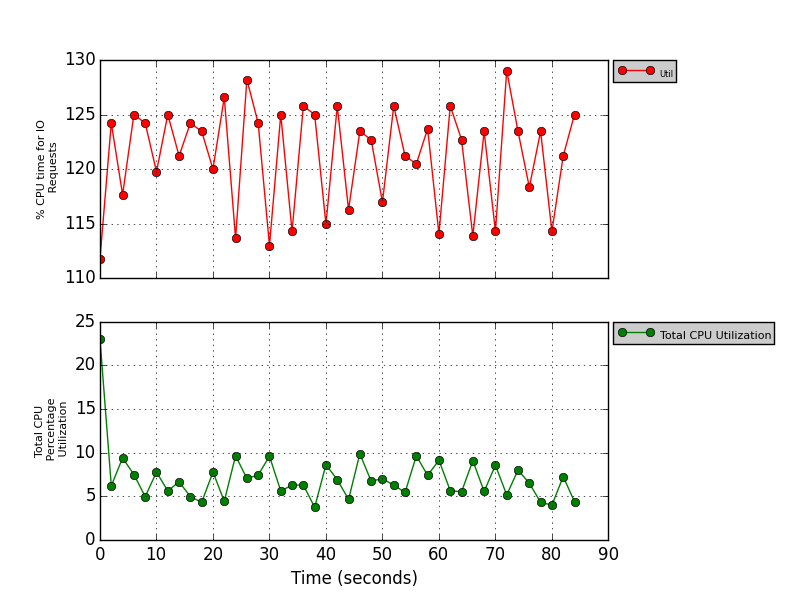 130
125
120
115
110
% CPU time for IO
Requests
Util
25
20
15
10
5
0
Total CPU
Percentage
Utilization
Total CPU Utilization
0 10 20 30 40 50 60 70 80 90
Time (seconds)